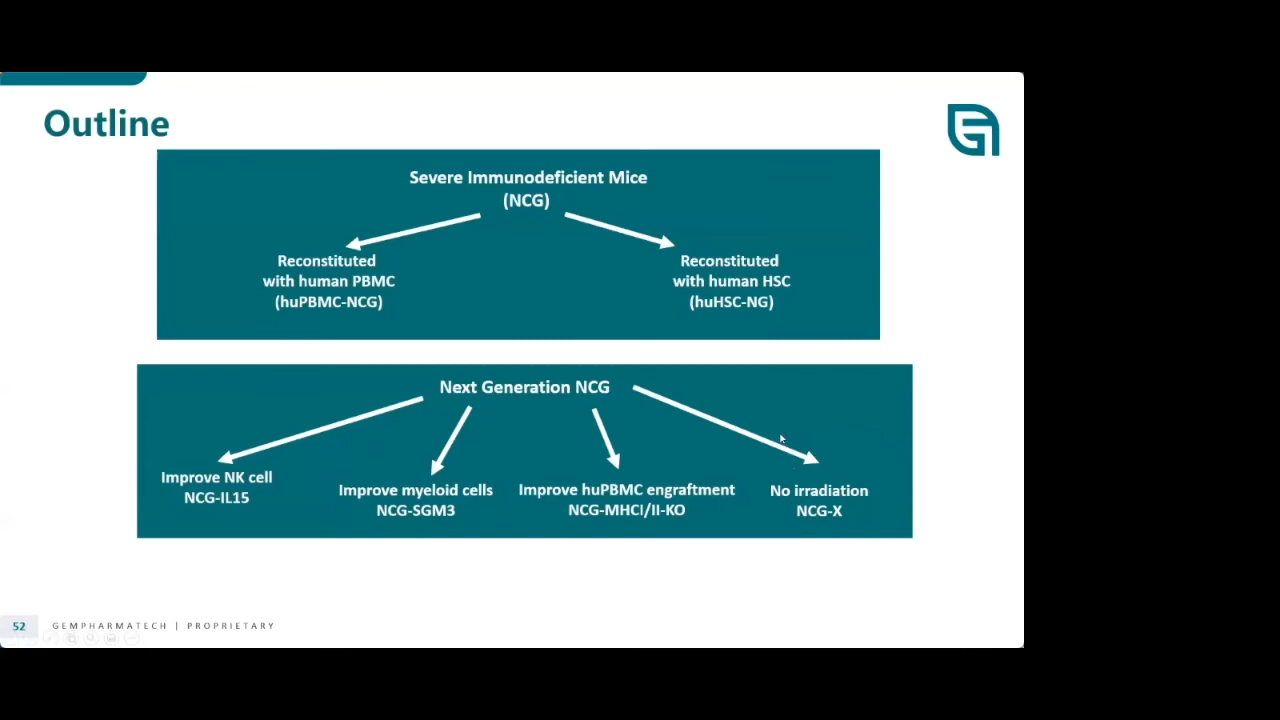 Outline
Severe Immunodeficient Mice
(NCG)
Reconstituted
with human PBMC
(huPBMC-NCG)
Reconstituted
with human HSC
(huHSC-NG)
Next Generation NCG
Improve NK cell
NCG-IL15
Improve myeloid cells
NCG-SGM3
Improve huPBMC engraftment
NCG-MHCI/II-KO
No irradiation
NCG-X
52
GEMPHARMATECH | PROPRIETARY